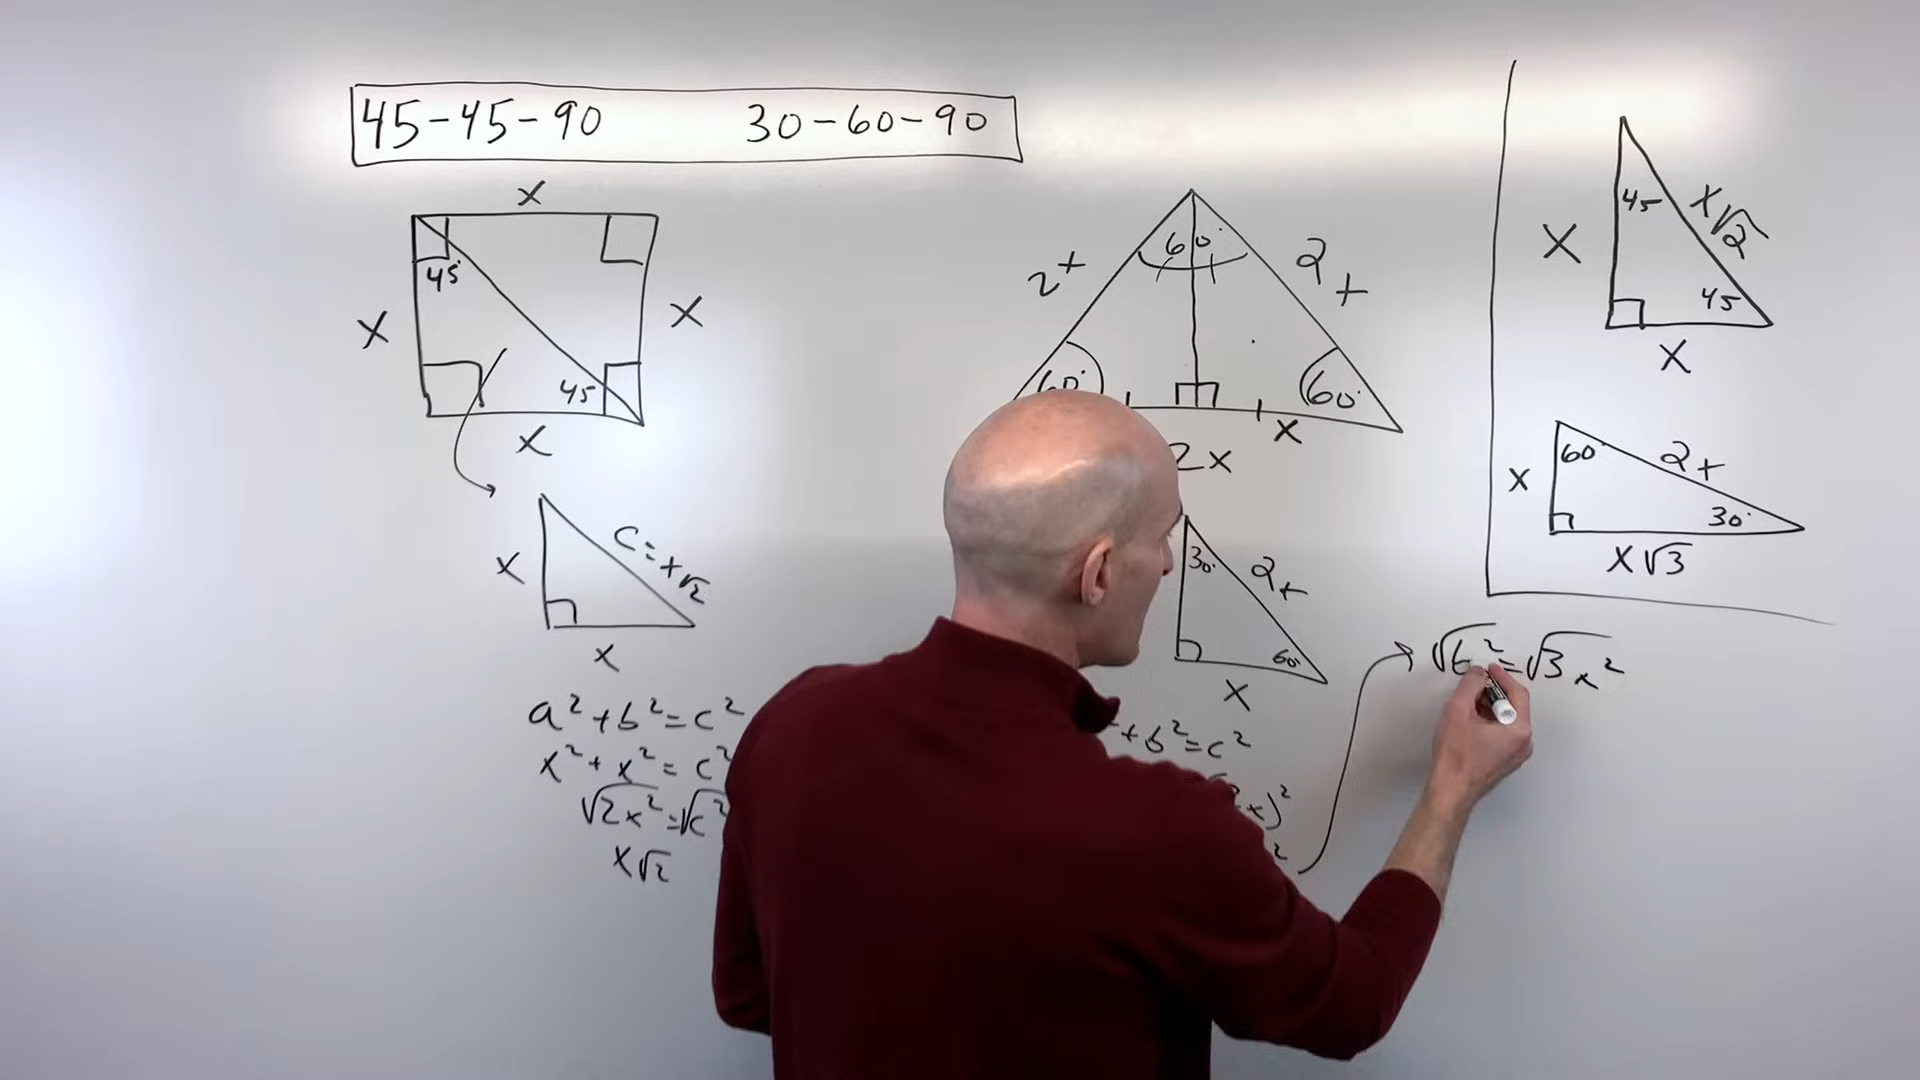 45-45-90 30-60-90
x
45°
x
x
45
x
x
c=x√2
x
a²+b²=c²
x²+x²=c²
√2x²=√c²
x√2
60°
2x
2x
60°
60°
x
2x
30°
2x
60°
x
+b²=c²
x)²
2
45
x√2
x
45
x
60
2x
x
30°
x√3
√b²=√3x²